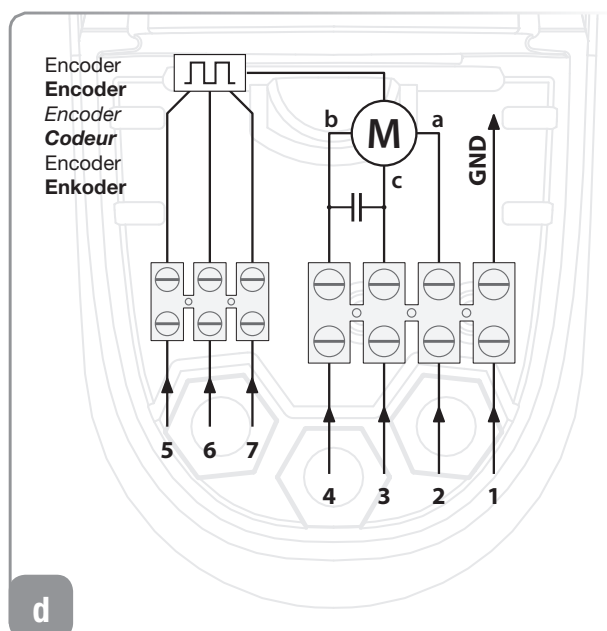 Encoder
Encoder
Encoder
Codeur
Encoder
Enkoder
b M a
c
GND
5 6 7
4 3 2 1
d